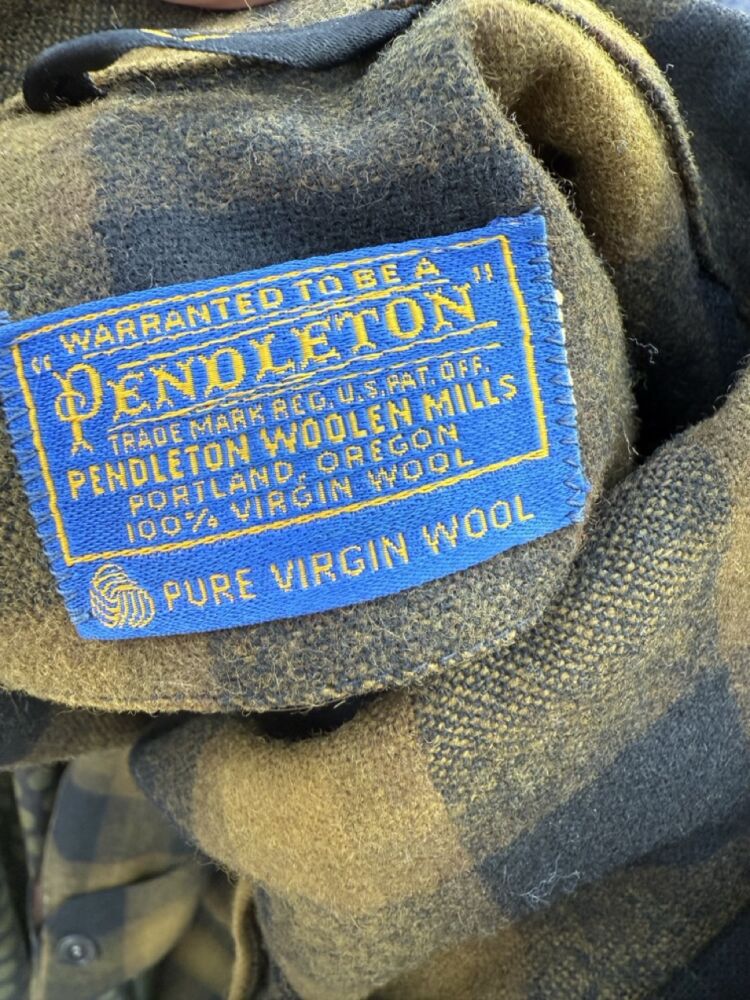 "WARRANTED TO BE A
PENDLETON"
TRADE MARK REG. U.S. PAT. OFF.
PENDLETON WOOLEN MILLS
PORTLAND, OREGON
100% VIRGIN WOOL
PURE VIRGIN WOOL